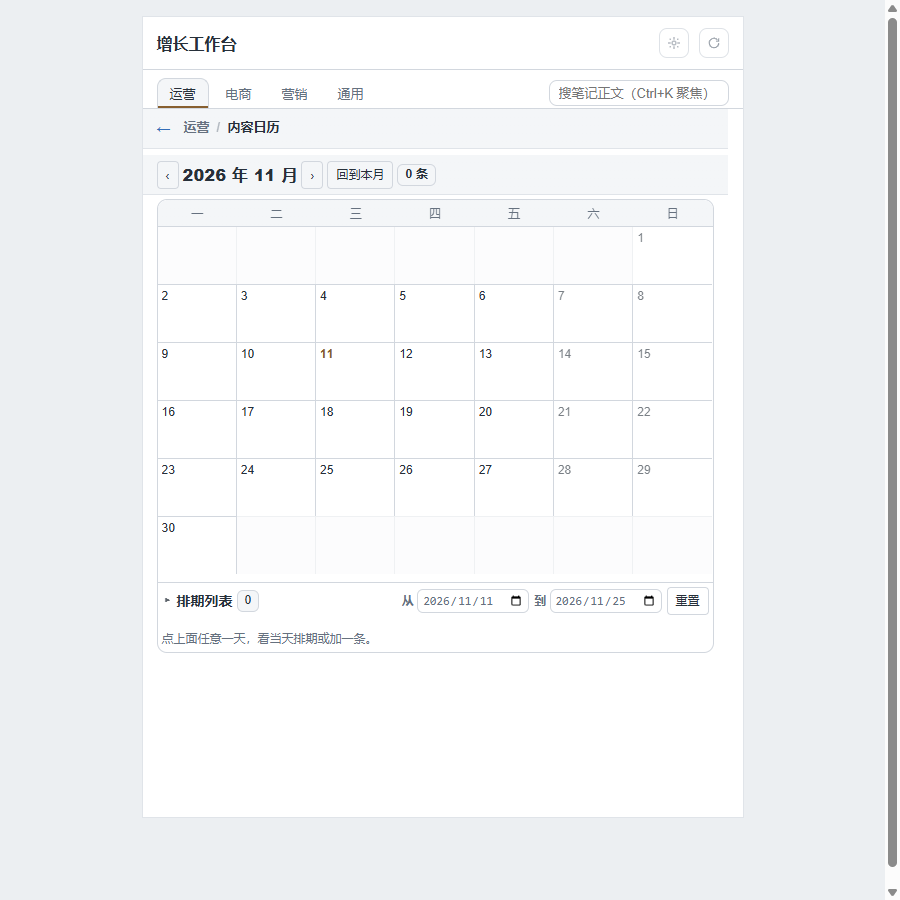 增长工作台
运营 电商 营销 通用 搜笔记正文（Ctrl+K 聚焦）
← 运营 / 内容日历
‹ 2026 年 11 月 › 回到本月 0 条
一 二 三 四 五 六 日
1
2 3 4 5 6 7 8
9 10 11 12 13 14 15
16 17 18 19 20 21 22
23 24 25 26 27 28 29
30
▸ 排期列表 0 从 2026/11/11 到 2026/11/25 重置
点上面任意一天，看当天排期或加一条。